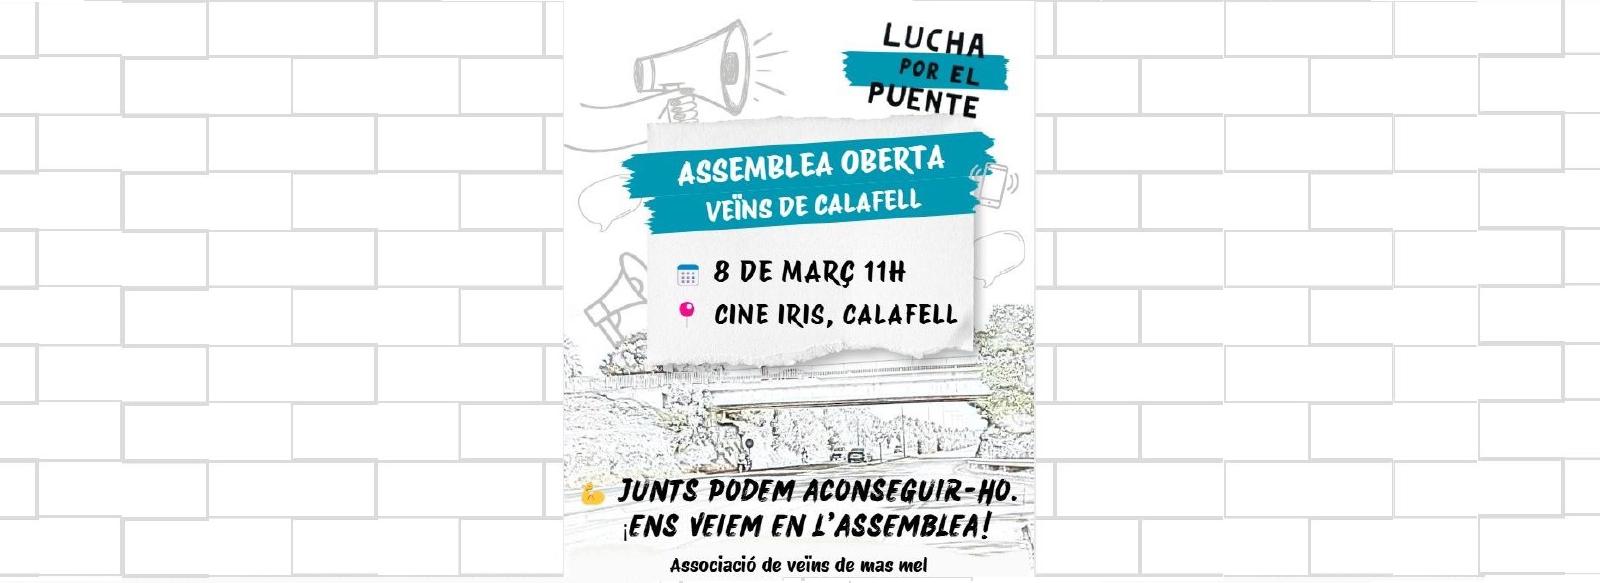 LUCHA
POR EL
PUENTE
ASSEMBLEA OBERTA
VEÏNS DE CALAFELL
8 DE MARÇ 11H
CINE IRIS, CALAFELL
JUNTS PODEM ACONSEGUIR-HO.
¡ENS VEIEM EN L'ASSEMBLEA!
Associació de veïns de mas mel